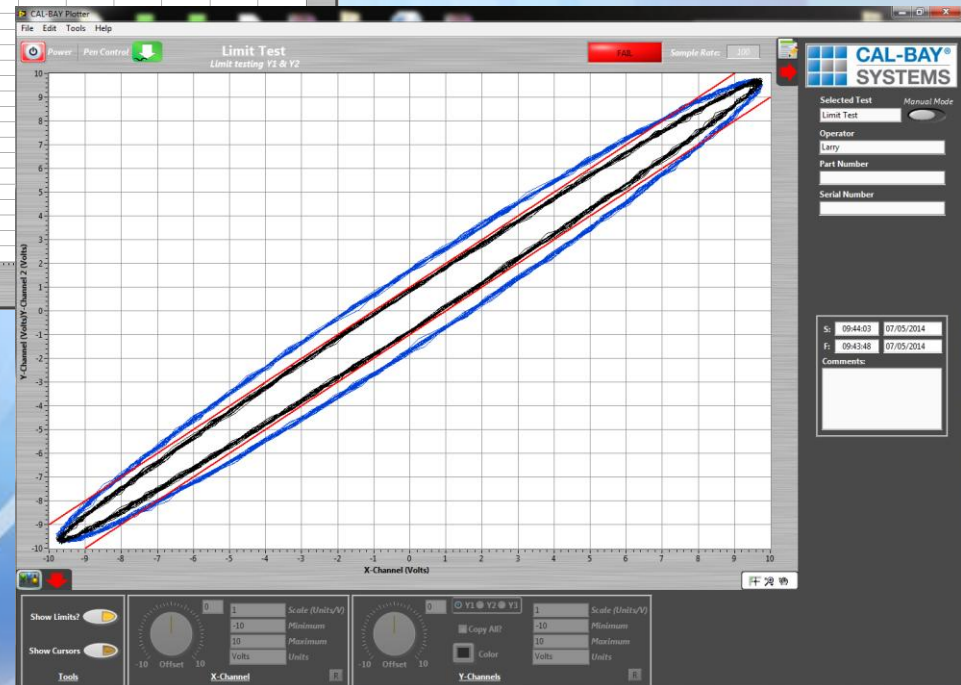 CAL-BAY Plotter
File Edit Tools Help
Power Pen Control
Limit Test
Limit testing Y1 & Y2
FAIL
Sample Rate: 100
CAL-BAY®
SYSTEMS
Selected Test Manual Mode
Limit Test
Operator
Larry
Part Number
Serial Number
Y-Channel (Volts)Y-Channel 2 (Volts)
10
9
8
7
6
5
4
3
2
1
0
-1
-2
-3
-4
-5
-6
-7
-8
-9
-10
-10 -9 -8 -7 -6 -5 -4 -3 -2 -1 0 1 2 3 4 5 6 7 8 9 10
X-Channel (Volts)
S: 09:44:03 07/05/2014
F: 09:43:48 07/05/2014
Comments:
Show Limits?
Show Cursors
Tools
0
1 Scale (Units/V)
-10 Minimum
10 Maximum
Volts Units
-10 Offset 10
X-Channel
R
0
Y1 Y2 Y3
Copy All?
Color
1 Scale (Units/V)
-10 Minimum
10 Maximum
Volts Units
-10 Offset 10
Y-Channels
R